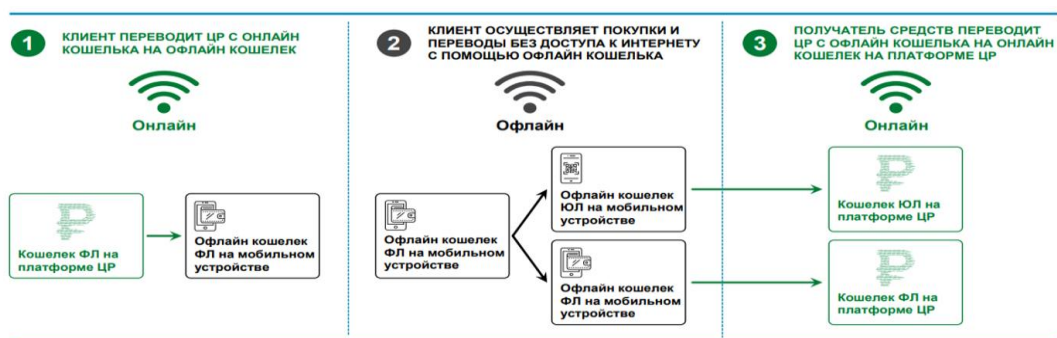 1
КЛИЕНТ ПЕРЕВОДИТ ЦР С ОНЛАЙН
КОШЕЛЬКА НА ОФЛАЙН КОШЕЛЕК
Онлайн
Кошелек ФЛ на
платформе ЦР
Офлайн кошелек
ФЛ на мобильном
устройстве
2
КЛИЕНТ ОСУЩЕСТВЛЯЕТ ПОКУПКИ И
ПЕРЕВОДЫ БЕЗ ДОСТУПА К ИНТЕРНЕТУ
С ПОМОЩЬЮ ОФЛАЙН КОШЕЛЬКА
Офлайн
Офлайн кошелек
ФЛ на мобильном
устройстве
Офлайн кошелек
ЮЛ на мобильном
устройстве
Офлайн кошелек
ФЛ на мобильном
устройстве
3
ПОЛУЧАТЕЛЬ СРЕДСТВ ПЕРЕВОДИТ
ЦР С ОФЛАЙН КОШЕЛЬКА НА ОНЛАЙН
КОШЕЛЕК НА ПЛАТФОРМЕ ЦР
Онлайн
Кошелек ЮЛ на
платформе ЦР
Кошелек ФЛ на
платформе ЦР